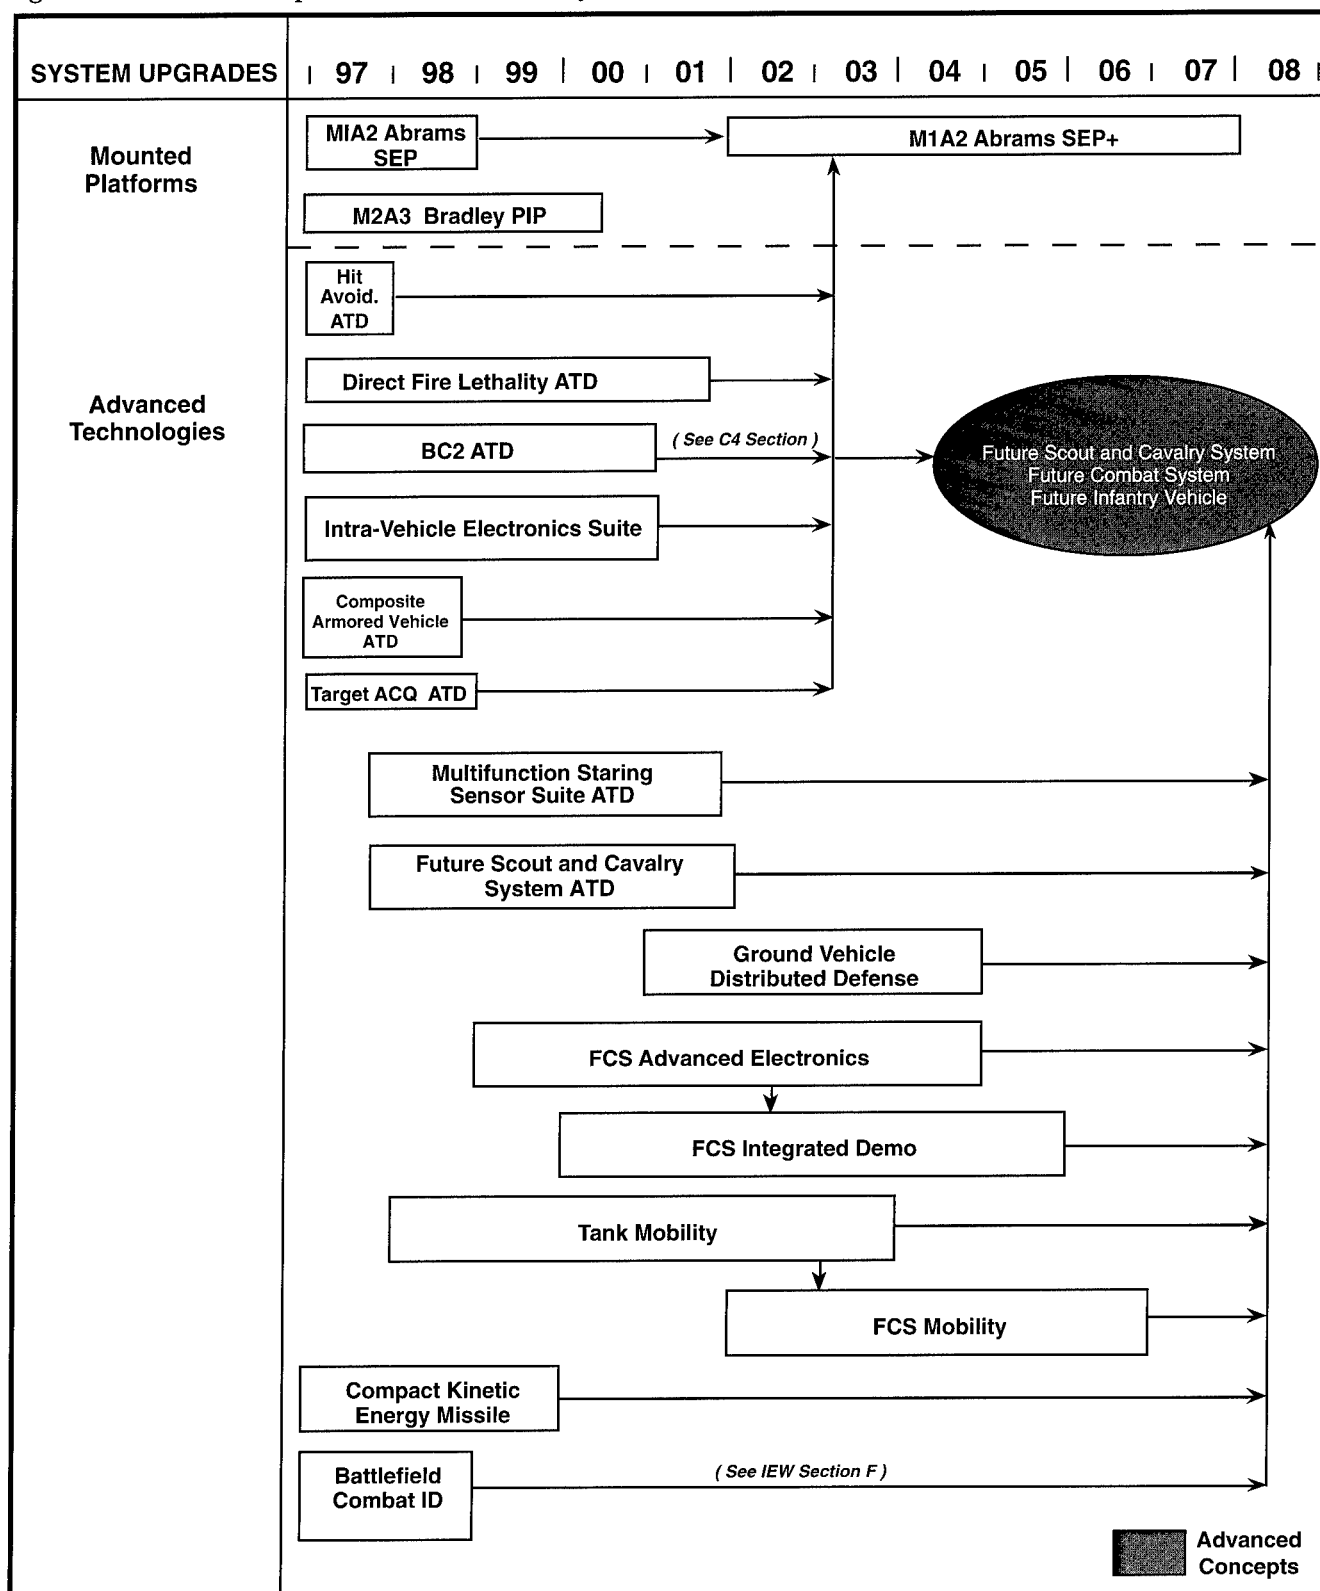 SYSTEM UPGRADES | 97 | 98 | 99 | 00 | 01 | 02 | 03 | 04 | 05 | 06 | 07 | 08 |
Mounted
Platforms
MIA2 Abrams
SEP
M1A2 Abrams SEP+
M2A3 Bradley PIP
Advanced
Technologies
Hit
Avoid.
ATD
Direct Fire Lethality ATD
BC2 ATD
( See C4 Section )
Future Scout and Cavalry System
Future Combat System
Future Infantry Vehicle
Intra-Vehicle Electronics Suite
Composite
Armored Vehicle
ATD
Target ACQ ATD
Multifunction Staring
Sensor Suite ATD
Future Scout and Cavalry
System ATD
Ground Vehicle
Distributed Defense
FCS Advanced Electronics
FCS Integrated Demo
Tank Mobility
FCS Mobility
Compact Kinetic
Energy Missile
Battlefield
Combat ID
( See IEW Section F )
Advanced
Concepts